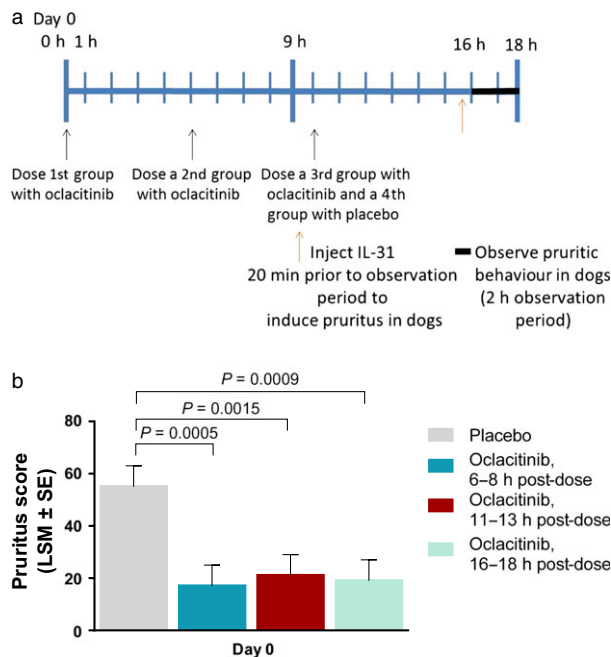 a
Day 0
0 h 1 h 9 h 16 h 18 h
Dose 1st group
with oclacitinib
Dose a 2nd group
with oclacitinib
Dose a 3rd group with
oclacitinib and a 4th
group with placebo
Inject IL-31
20 min prior to observation
period to
induce pruritus in dogs
Observe pruritic
behaviour in dogs
(2 h observation
period)
b
P = 0.0009
P = 0.0015
P = 0.0005
Pruritus score
(LSM ± SE)
80
60
40
20
0
Day 0
Placebo
Oclacitinib,
6–8 h post-dose
Oclacitinib,
11–13 h post-dose
Oclacitinib,
16–18 h post-dose